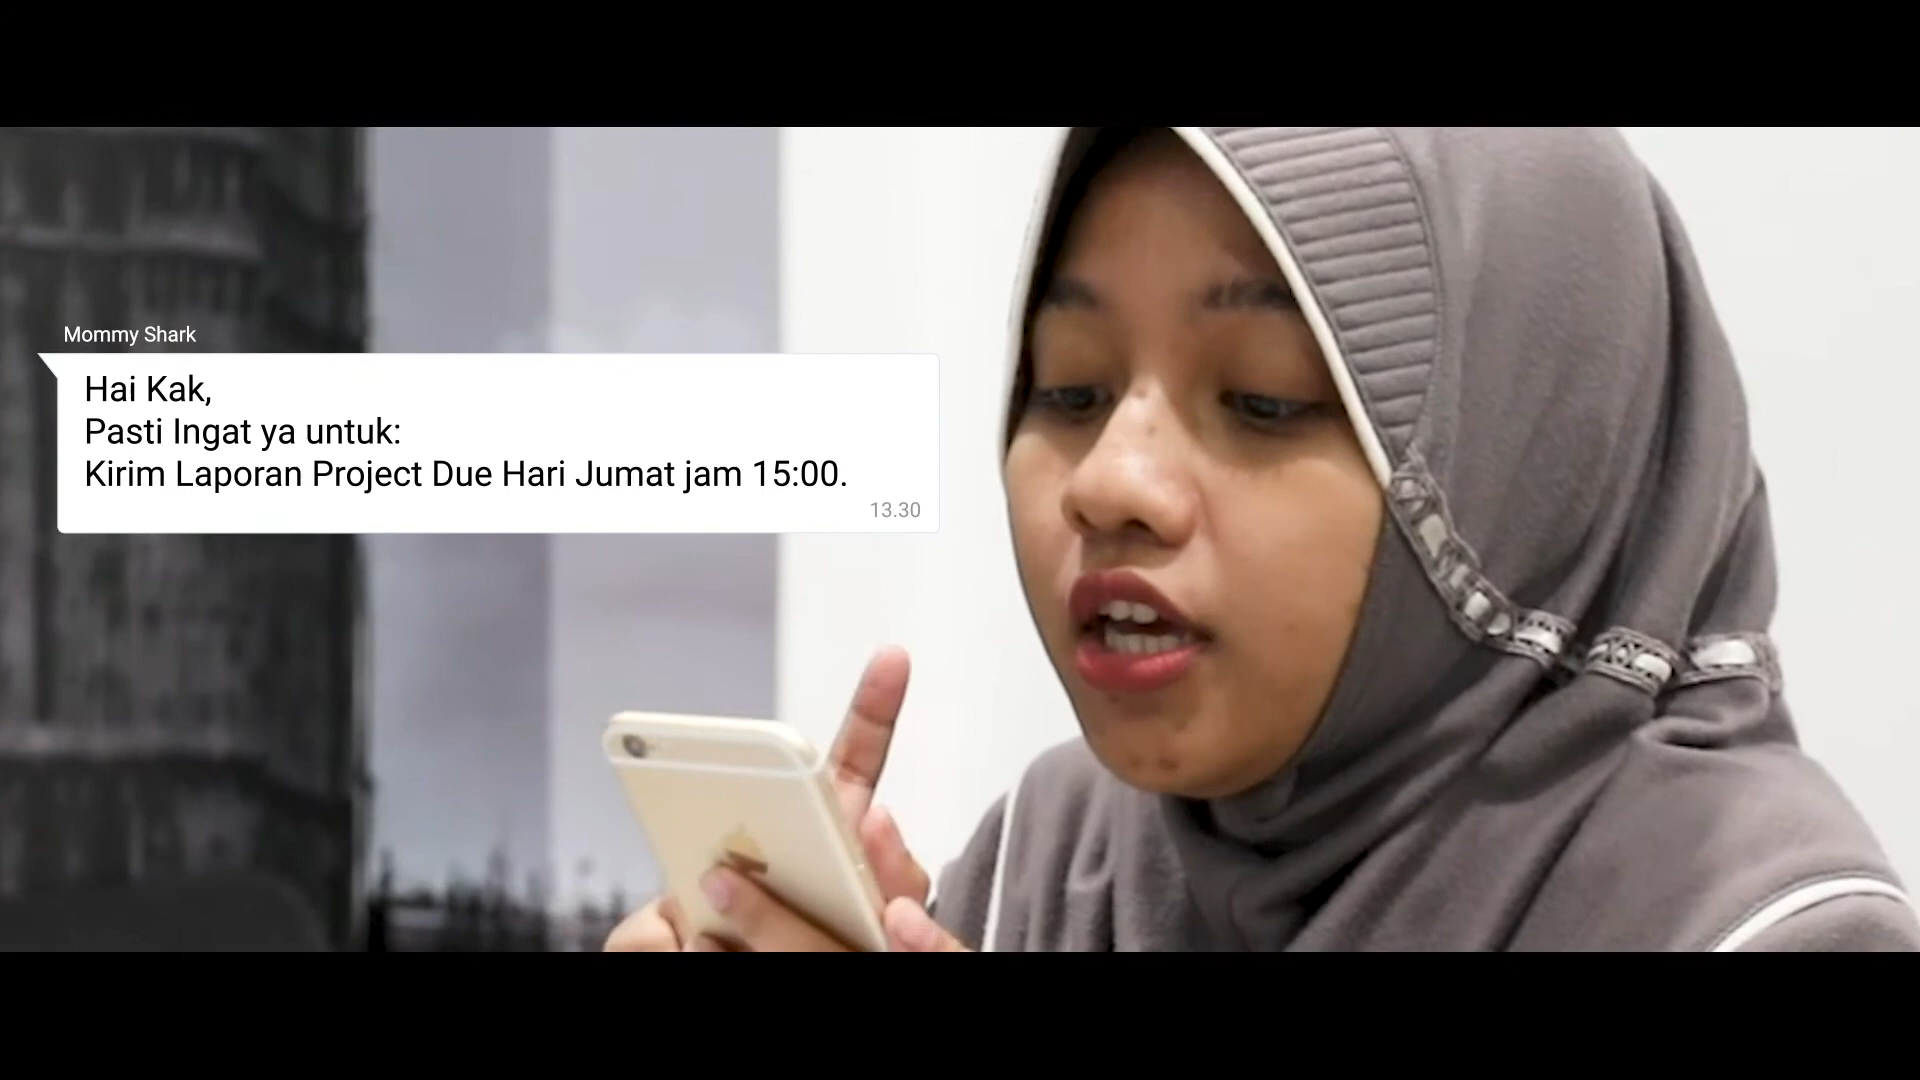 Mommy Shark
Hai Kak,
Pasti Ingat ya untuk:
Kirim Laporan Project Due Hari Jumat jam 15:00.
13.30